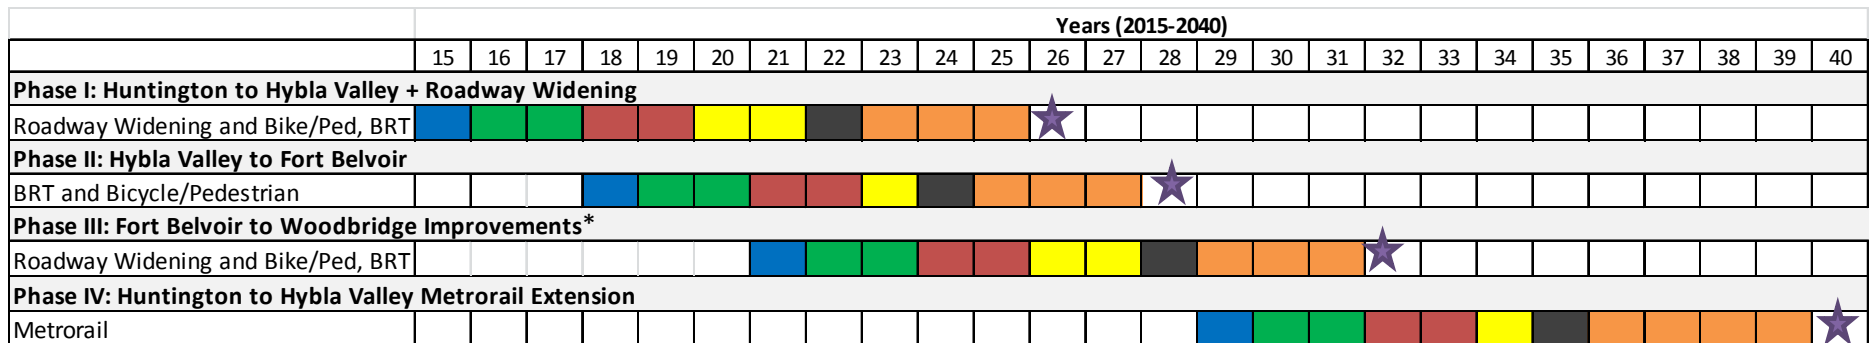 Years (2015-2040)
15 16 17 18 19 20 21 22 23 24 25 26 27 28 29 30 31 32 33 34 35 36 37 38 39 40
Phase I: Huntington to Hybla Valley + Roadway Widening
Roadway Widening and Bike/Ped, BRT
Phase II: Hybla Valley to Fort Belvoir
BRT and Bicycle/Pedestrian
Phase III: Fort Belvoir to Woodbridge Improvements*
Roadway Widening and Bike/Ped, BRT
Phase IV: Huntington to Hybla Valley Metrorail Extension
Metrorail